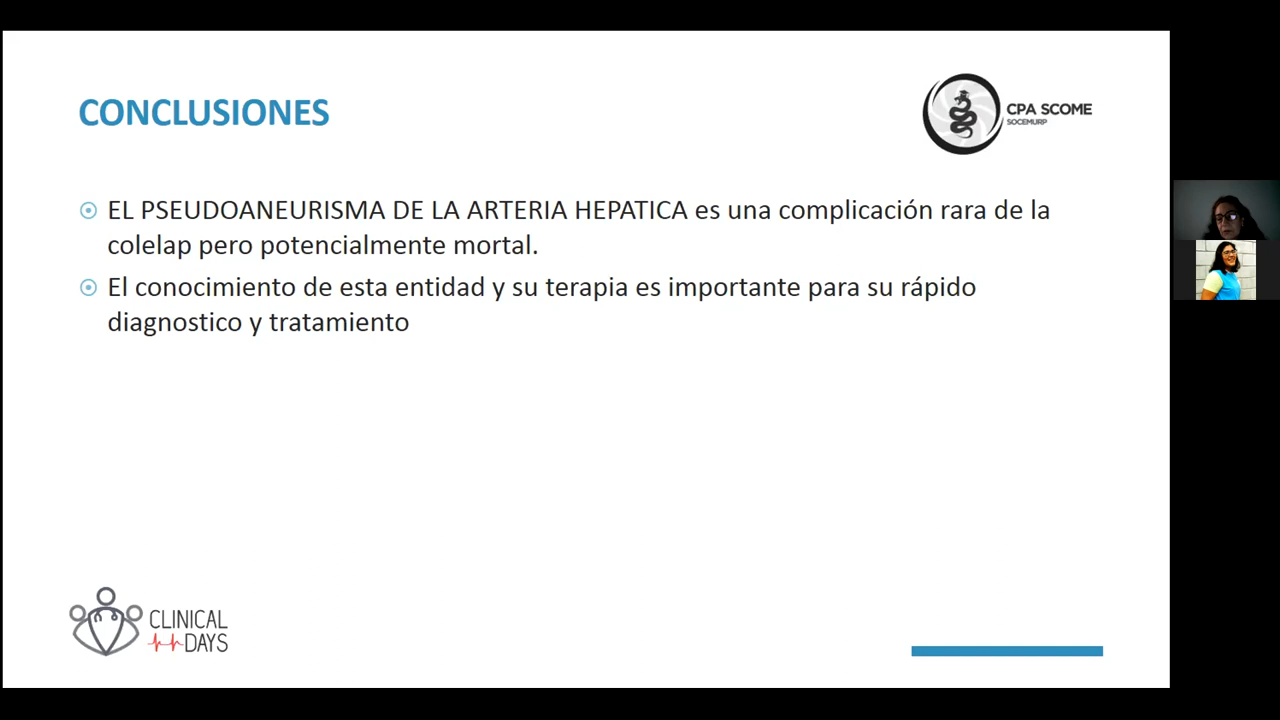 CONCLUSIONES
CPA SCOME
SOCEMURP
EL PSEUDOANEURISMA DE LA ARTERIA HEPATICA es una complicación rara de la
colelap pero potencialmente mortal.
El conocimiento de esta entidad y su terapia es importante para su rápido
diagnostico y tratamiento
CLINICAL
DAYS